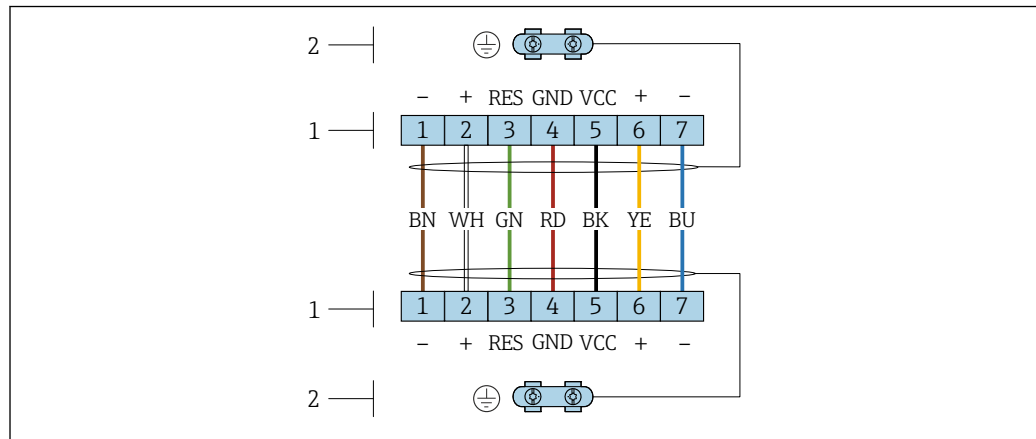 2
– + RES GND VCC + –
1 1 2 3 4 5 6 7
BN WH GN RD BK YE BU
1 1 2 3 4 5 6 7
– + RES GND VCC + –
2